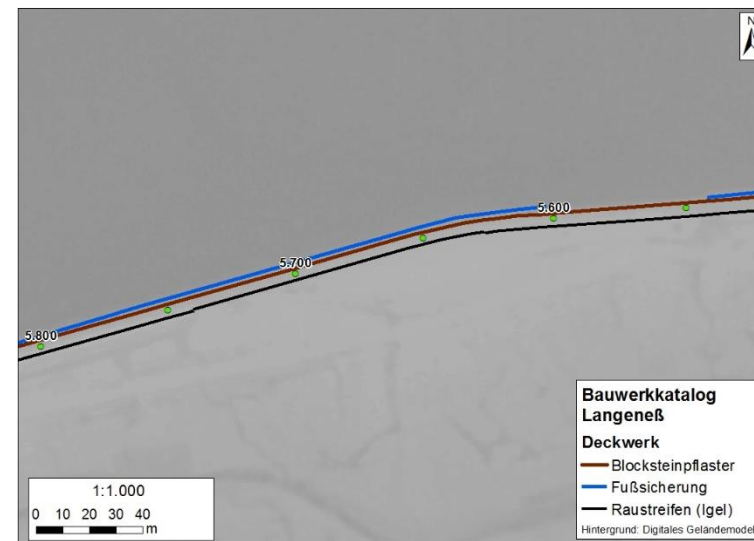 N
5.600
5.700
5.800
Bauwerkkatalog
Langeneß
Deckwerk
Blocksteinpflaster
Fußsicherung
Raustreifen (Igel)
Hintergrund: Digitales Geländemodel
1:1.000
0 10 20 30 40
m